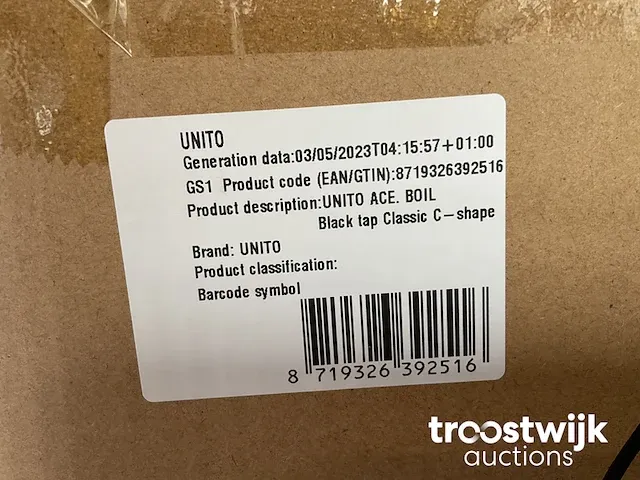 UNITO
Generation data:03/05/2023T04:15:57+01:00
GS1 Product code (EAN/GTIN):8719326392516
Product description:UNITO ACE. BOIL
Black tap Classic C-shape
Brand: UNITO
Product classification:
Barcode symbol
8 719326 392516
troostwijk
auctions